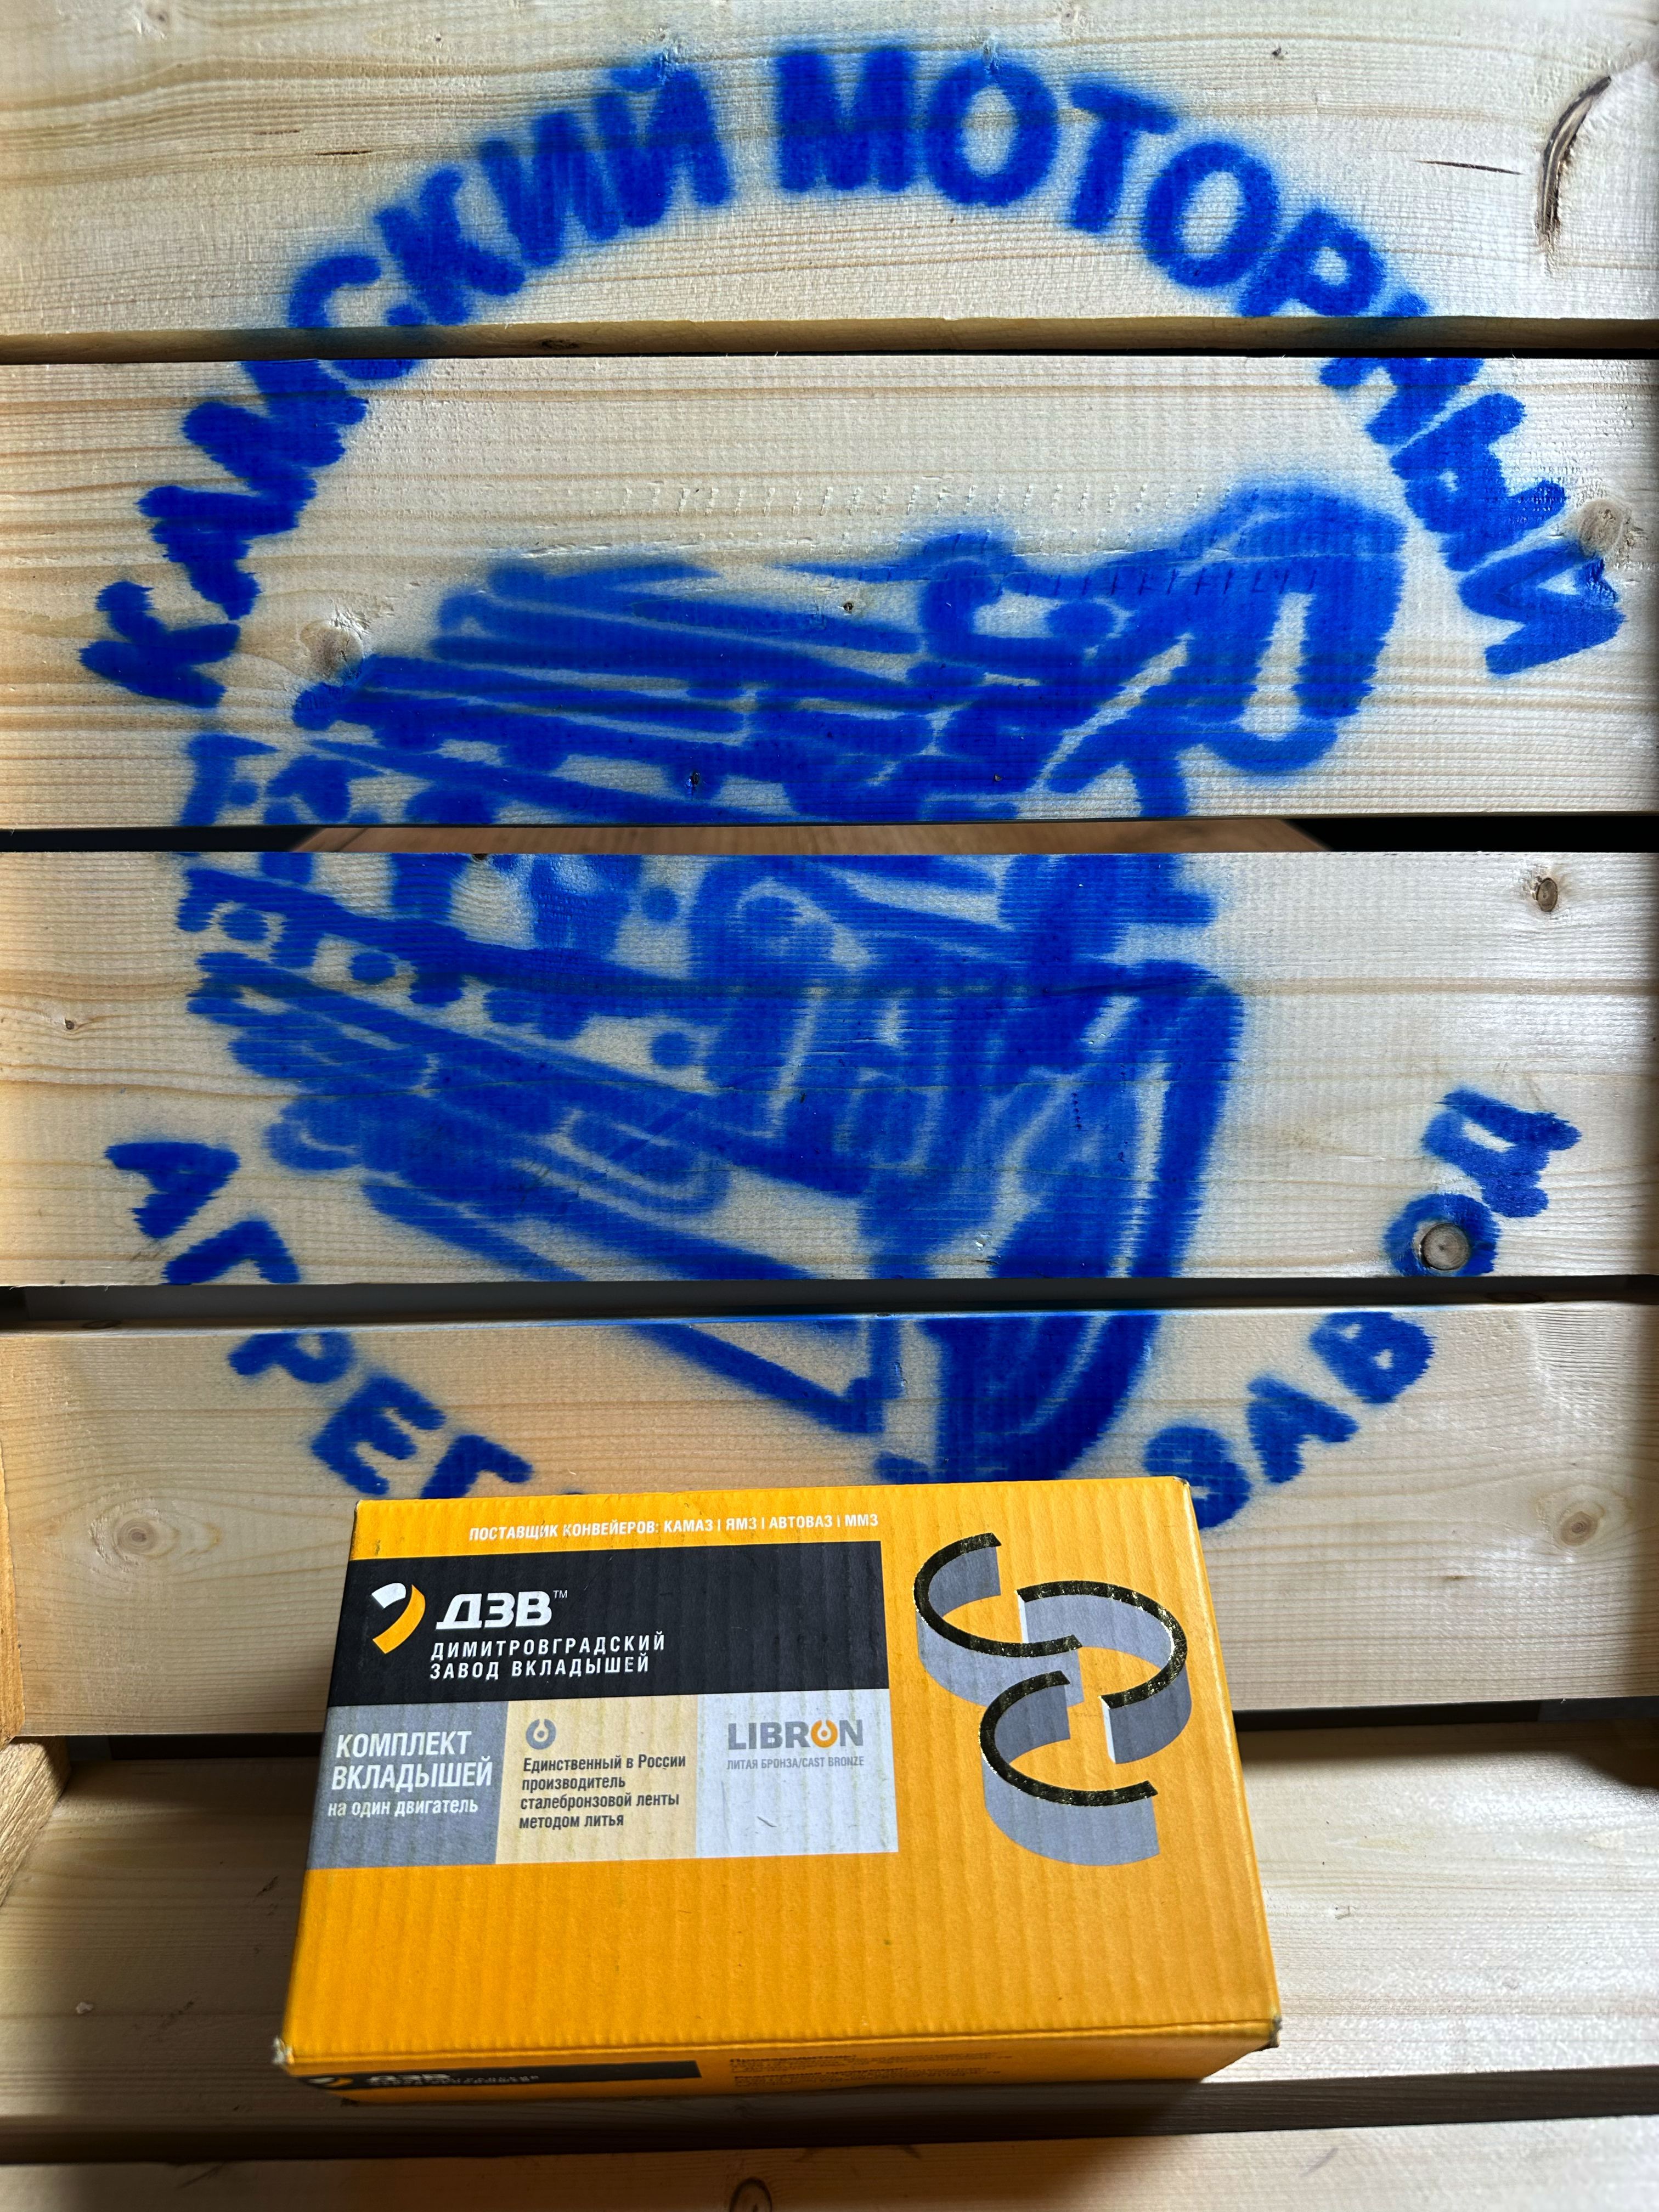 КАМСКИЙ МОТОРНЫЙ
ЗАВОД
ПОСТАВЩИК КОНВЕЙЕРОВ: КАМАЗ | ЯМЗ | АВТОВАЗ | ММЗ
ДЗВ™
ДИМИТРОВГРАДСКИЙ
ЗАВОД ВКЛАДЫШЕЙ
КОМПЛЕКТ
ВКЛАДЫШЕЙ
на один двигатель
Единственный в России
производитель
сталебронзовой ленты
методом литья
LIBRON
ЛИТАЯ БРОНЗА/CAST BRONZE
ДЗВ